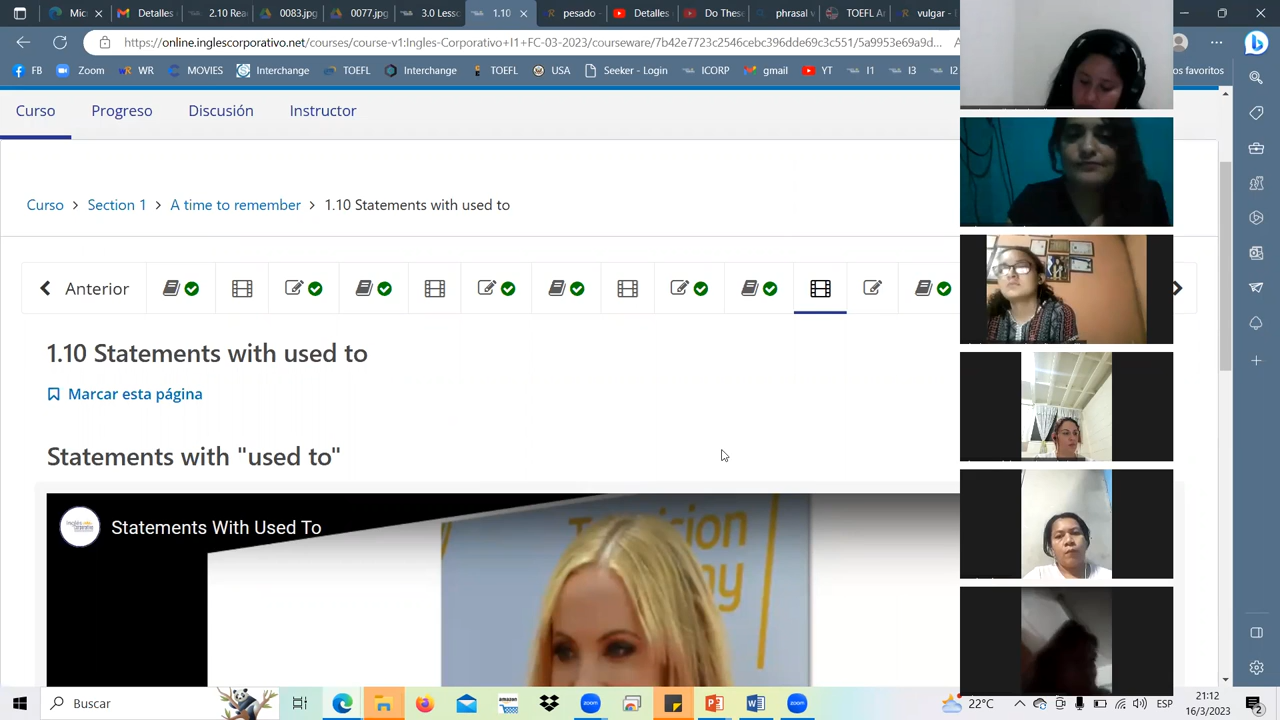 Mic
Detalles
2.10 Rea
0083.jpg
0077.jpg
3.0 Lesso
1.10
pesado
Detalles
Do Thes
phrasal v
TOEFL Ar
vulgar -
https://online.inglescorporativo.net/courses/course-v1:Ingles-Corporativo+I1+FC-03-2023/courseware/7b42e7723c2546cebc396dde69c3c551/5a9953e69a9d...
FB
Zoom
WR
MOVIES
Interchange
TOEFL
Interchange
TOEFL
USA
Seeker - Login
ICORP
gmail
YT
I1
I3
I2
os favoritos
Curso
Progreso
Discusión
Instructor
Curso > Section 1 > A time to remember > 1.10 Statements with used to
Anterior
1.10 Statements with used to
Marcar esta página
Statements with "used to"
Statements With Used To
Buscar
22°C
ESP
21:12
16/3/2023
2